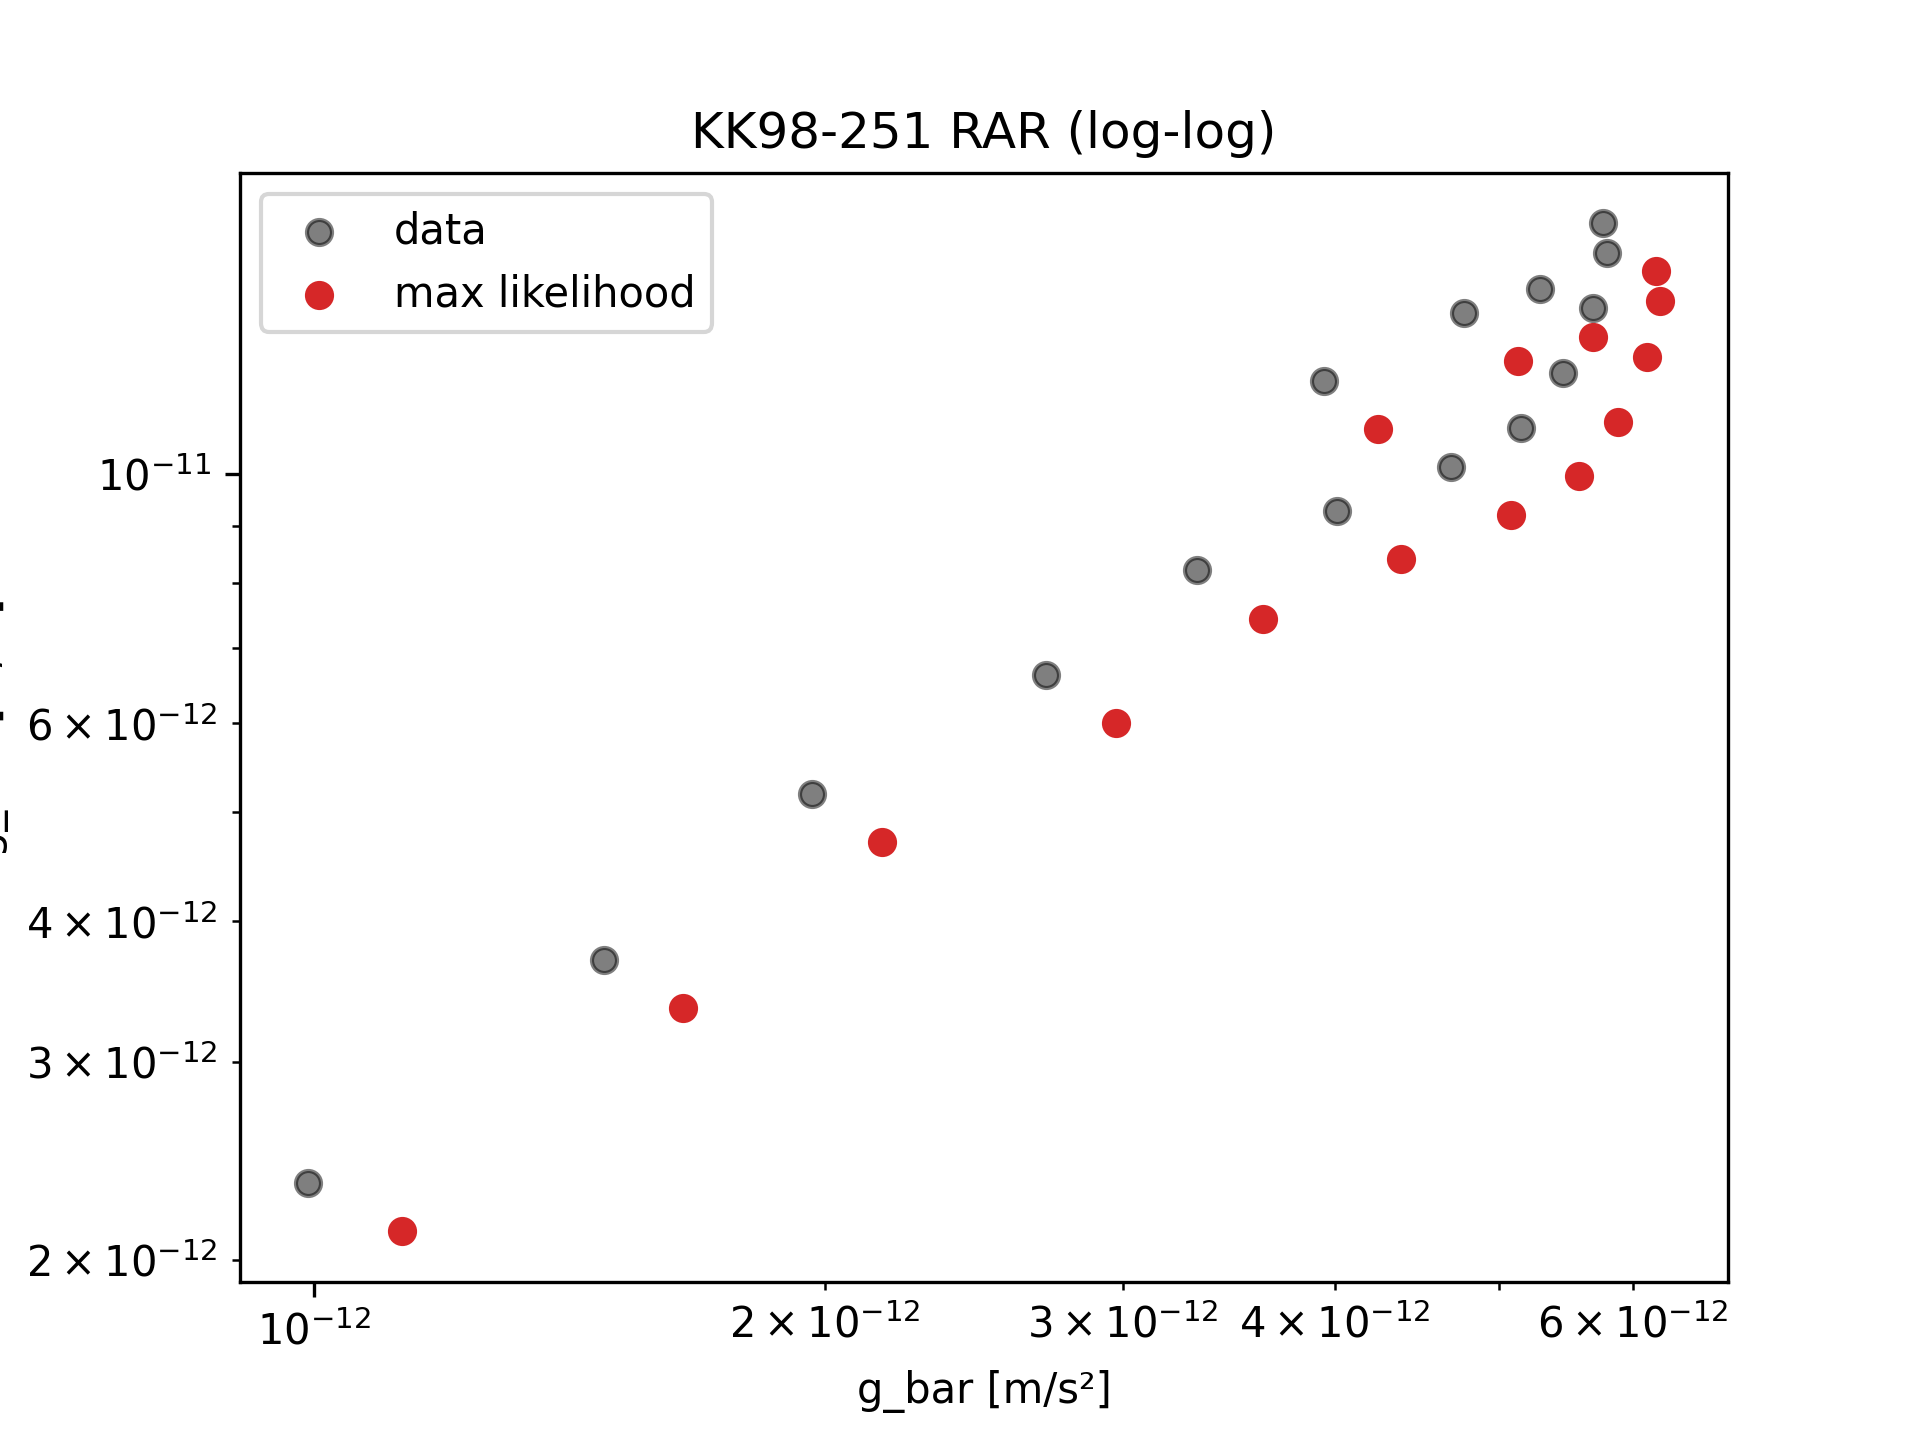 KK98-251 RAR (log-log)
data
max likelihood
10⁻¹¹
6 × 10⁻¹²
4 × 10⁻¹²
3 × 10⁻¹²
2 × 10⁻¹²
10⁻¹²
2 × 10⁻¹²
3 × 10⁻¹²
4 × 10⁻¹²
6 × 10⁻¹²
g_bar [m/s²]